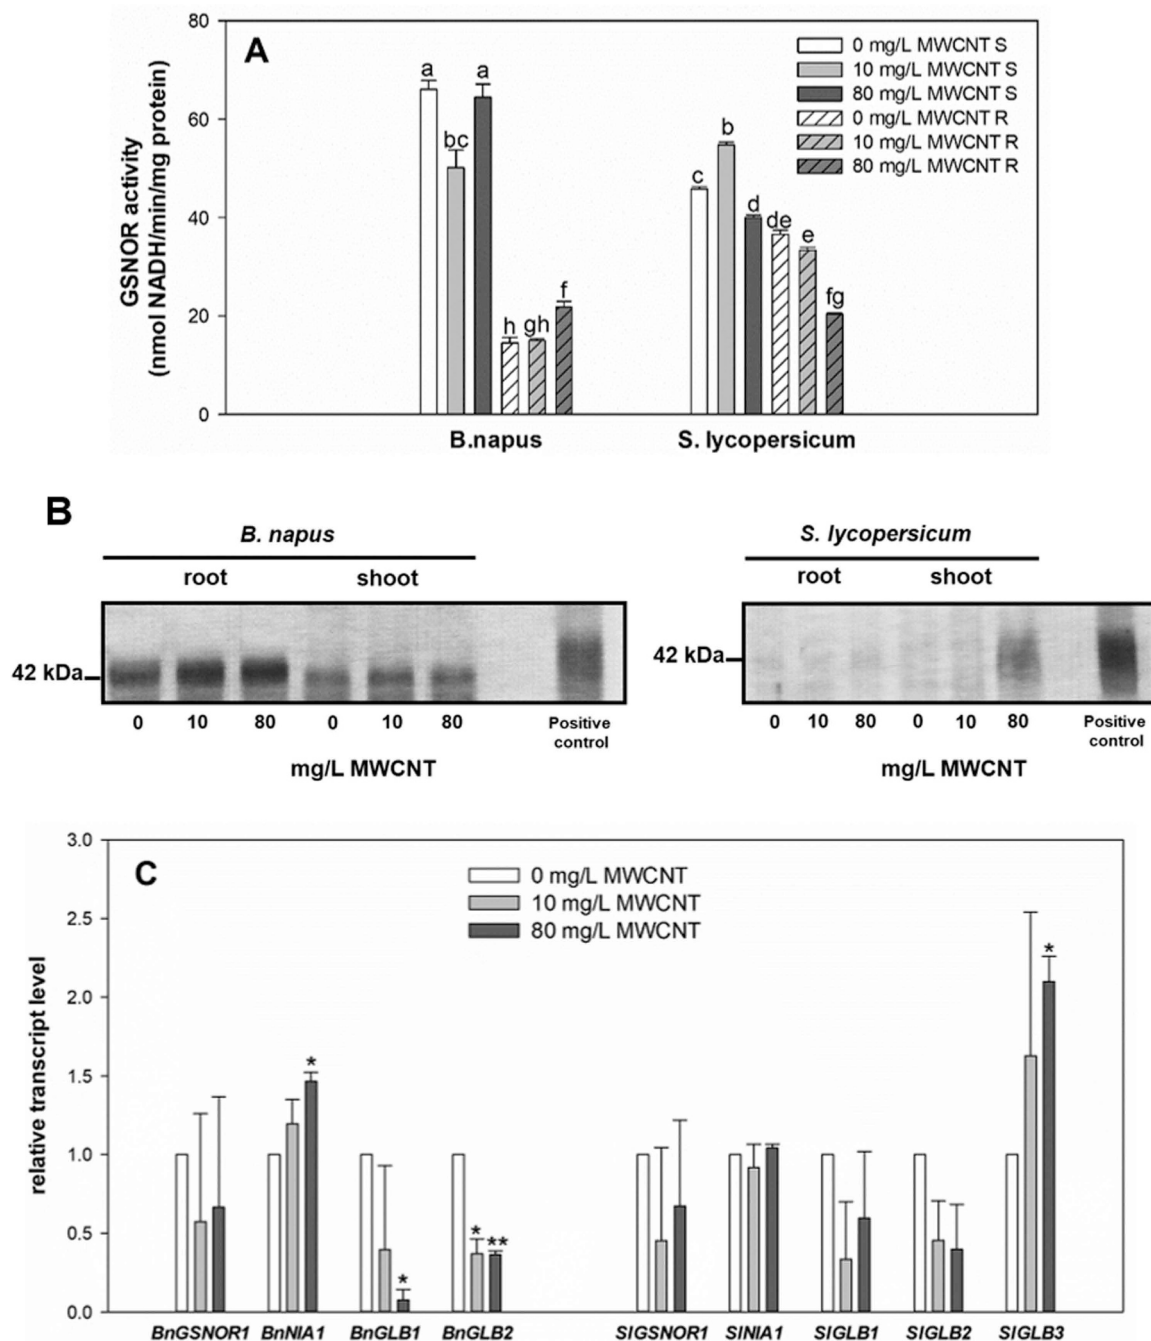 A
GSNOR activity
(nmol NADH/min/mg protein)
80
60
40
20
0
a
bc
a
h
gh
f
c
b
d
de
e
fg
0 mg/L MWCNT S
10 mg/L MWCNT S
80 mg/L MWCNT S
0 mg/L MWCNT R
10 mg/L MWCNT R
80 mg/L MWCNT R
B.napus
S. lycopersicum
B
B. napus
root shoot
42 kDa
0 10 80 0 10 80 Positive control
mg/L MWCNT
S. lycopersicum
root shoot
42 kDa
0 10 80 0 10 80 Positive control
mg/L MWCNT
C
relative transcript level
3.0
2.5
2.0
1.5
1.0
0.5
0.0
0 mg/L MWCNT
10 mg/L MWCNT
80 mg/L MWCNT
*
*
*
**
*
BnGSNOR1 BnNIA1 BnGLB1 BnGLB2 SlGSNOR1 SlNIA1 SlGLB1 SlGLB2 SlGLB3